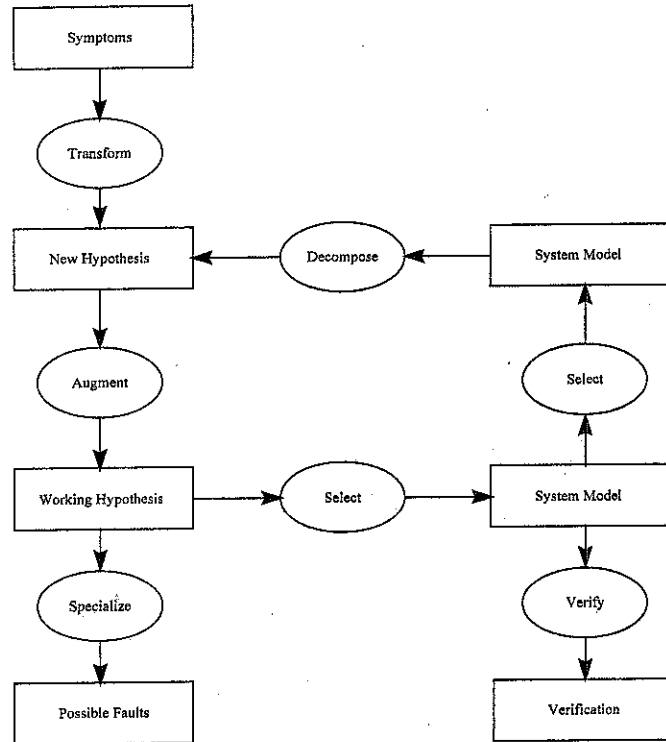 Symptoms
Transform
New Hypothesis
Decompose
System Model
Augment
Select
Working Hypothesis
Select
System Model
Specialize
Verify
Possible Faults
Verification